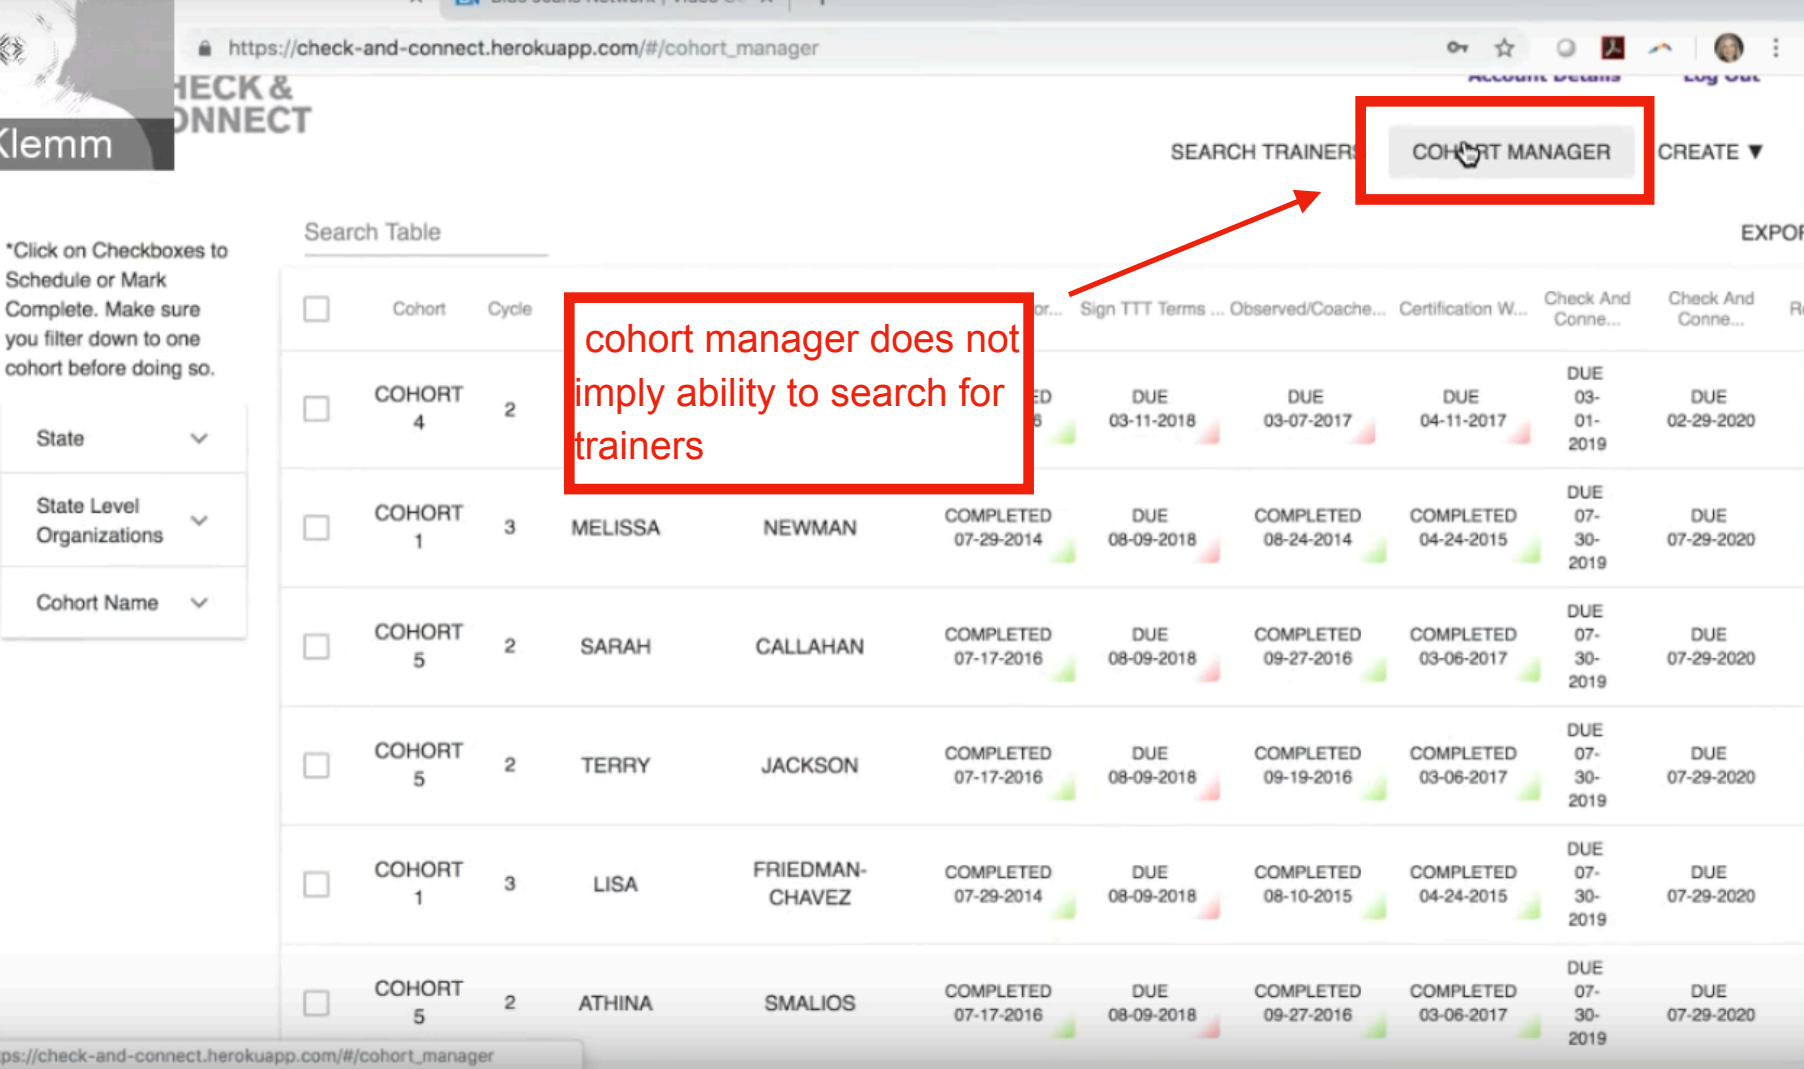 https://check-and-connect.herokuapp.com/#/cohort_manager
Account Details Log Out
HECK &
ONNECT
Klemm
SEARCH TRAINERS COHORT MANAGER CREATE ▼
*Click on Checkboxes to
Schedule or Mark
Complete. Make sure
you filter down to one
cohort before doing so.
State
State Level
Organizations
Cohort Name
Search Table
EXPOR
cohort manager does not
imply ability to search for
trainers
Cohort Cycle or... Sign TTT Terms ... Observed/Coache... Certification W... Check And Conne... Check And Conne...
COHORT 4 2 ED 6 DUE 03-11-2018 DUE 03-07-2017 DUE 04-11-2017 DUE 03-01-2019 DUE 02-29-2020
COHORT 1 3 MELISSA NEWMAN COMPLETED 07-29-2014 DUE 08-09-2018 COMPLETED 08-24-2014 COMPLETED 04-24-2015 DUE 07-30-2019 DUE 07-29-2020
COHORT 5 2 SARAH CALLAHAN COMPLETED 07-17-2016 DUE 08-09-2018 COMPLETED 09-27-2016 COMPLETED 03-06-2017 DUE 07-30-2019 DUE 07-29-2020
COHORT 5 2 TERRY JACKSON COMPLETED 07-17-2016 DUE 08-09-2018 COMPLETED 09-19-2016 COMPLETED 03-06-2017 DUE 07-30-2019 DUE 07-29-2020
COHORT 1 3 LISA FRIEDMAN-CHAVEZ COMPLETED 07-29-2014 DUE 08-09-2018 COMPLETED 08-10-2015 COMPLETED 04-24-2015 DUE 07-30-2019 DUE 07-29-2020
COHORT 5 2 ATHINA SMALIOS COMPLETED 07-17-2016 DUE 08-09-2018 COMPLETED 09-27-2016 COMPLETED 03-06-2017 DUE 07-30-2019 DUE 07-29-2020
ps://check-and-connect.herokuapp.com/#/cohort_manager